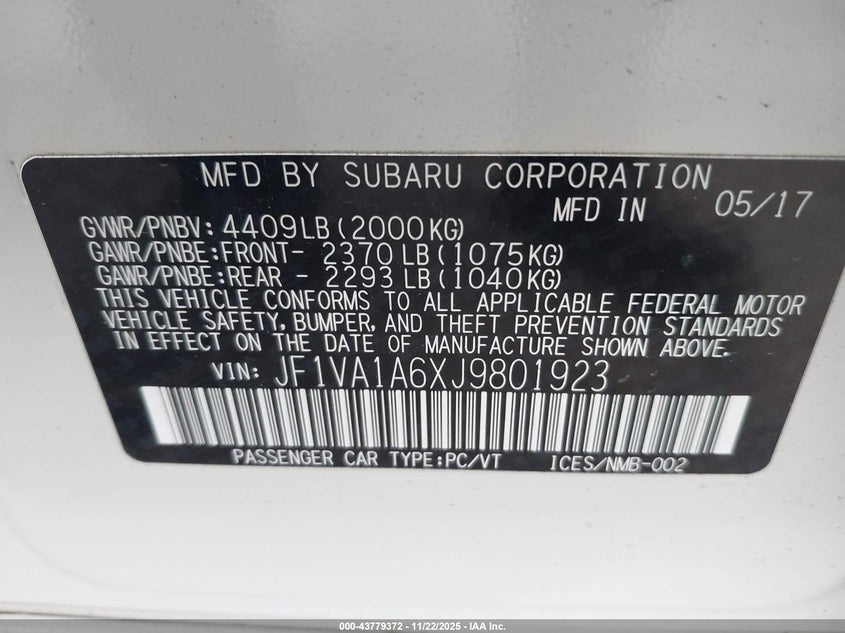 MFD BY SUBARU CORPORATION
MFD IN 05/17
GVWR/PNBV: 4409LB(2000KG)
GAWR/PNBE:FRONT- 2370LB(1075KG)
GAWR/PNBE:REAR - 2293LB(1040KG)
THIS VEHICLE CONFORMS TO ALL APPLICABLE FEDERAL MOTOR
VEHICLE SAFETY, BUMPER, AND THEFT PREVENTION STANDARDS
IN EFFECT ON THE DATE OF MANUFACTURE SHOWN ABOVE.
VIN: JF1VA1A6XJ9801923
PASSENGER CAR TYPE:PC/VT ICES/NMB-002
000-43779372 - 11/22/2025 - IAA Inc.